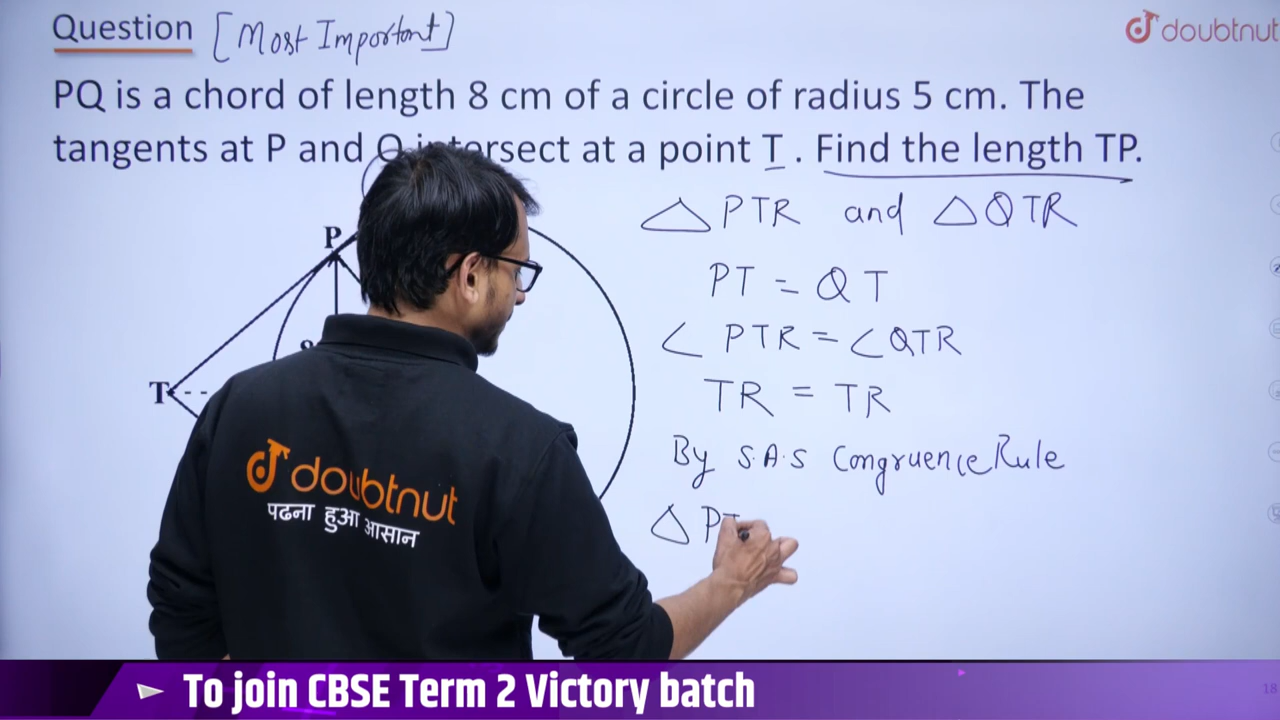 Question [Most Important]
doubtnut
PQ is a chord of length 8 cm of a circle of radius 5 cm. The
tangents at P and Q intersect at a point T . Find the length TP.
△ PTR and △ QTR
P
PT = QT
∠ PTR = ∠QTR
T
TR = TR
By S.A.S Congruence Rule
doubtnut
पढना हुआ आसान
△ PT
To join CBSE Term 2 Victory batch
18